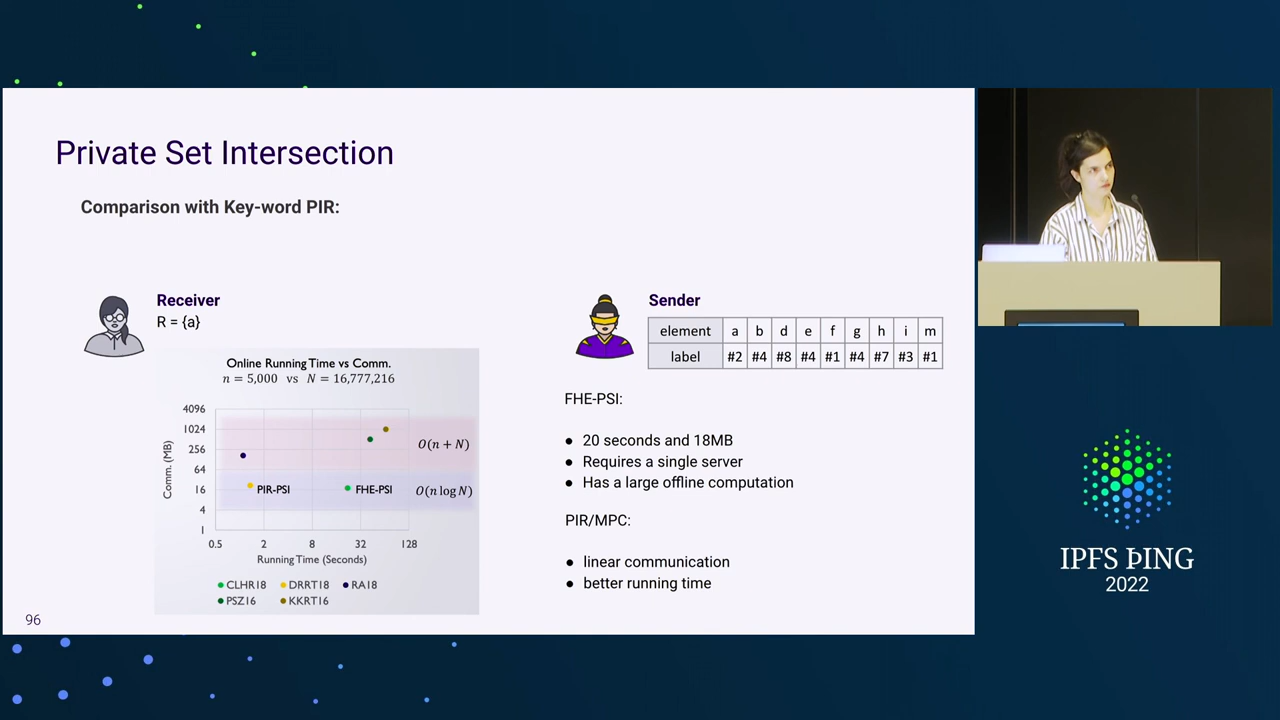 Private Set Intersection
Comparison with Key-word PIR:
Receiver
R = {a}
Sender
element a b d e f g h i m
label #2 #4 #8 #4 #1 #4 #7 #3 #1
Online Running Time vs Comm.
n = 5,000 vs N = 16,777,216
4096
1024
256
64
16
4
1
Comm. (MB)
O(n + N)
PIR-PSI
FHE-PSI
O(n log N)
0.5 2 8 32 128
Running Time (Seconds)
CLHR18 DRRT18 RA18
PSZ16 KKRT16
FHE-PSI:
● 20 seconds and 18MB
● Requires a single server
● Has a large offline computation
PIR/MPC:
● linear communication
● better running time
96
IPFS ÞING
2022